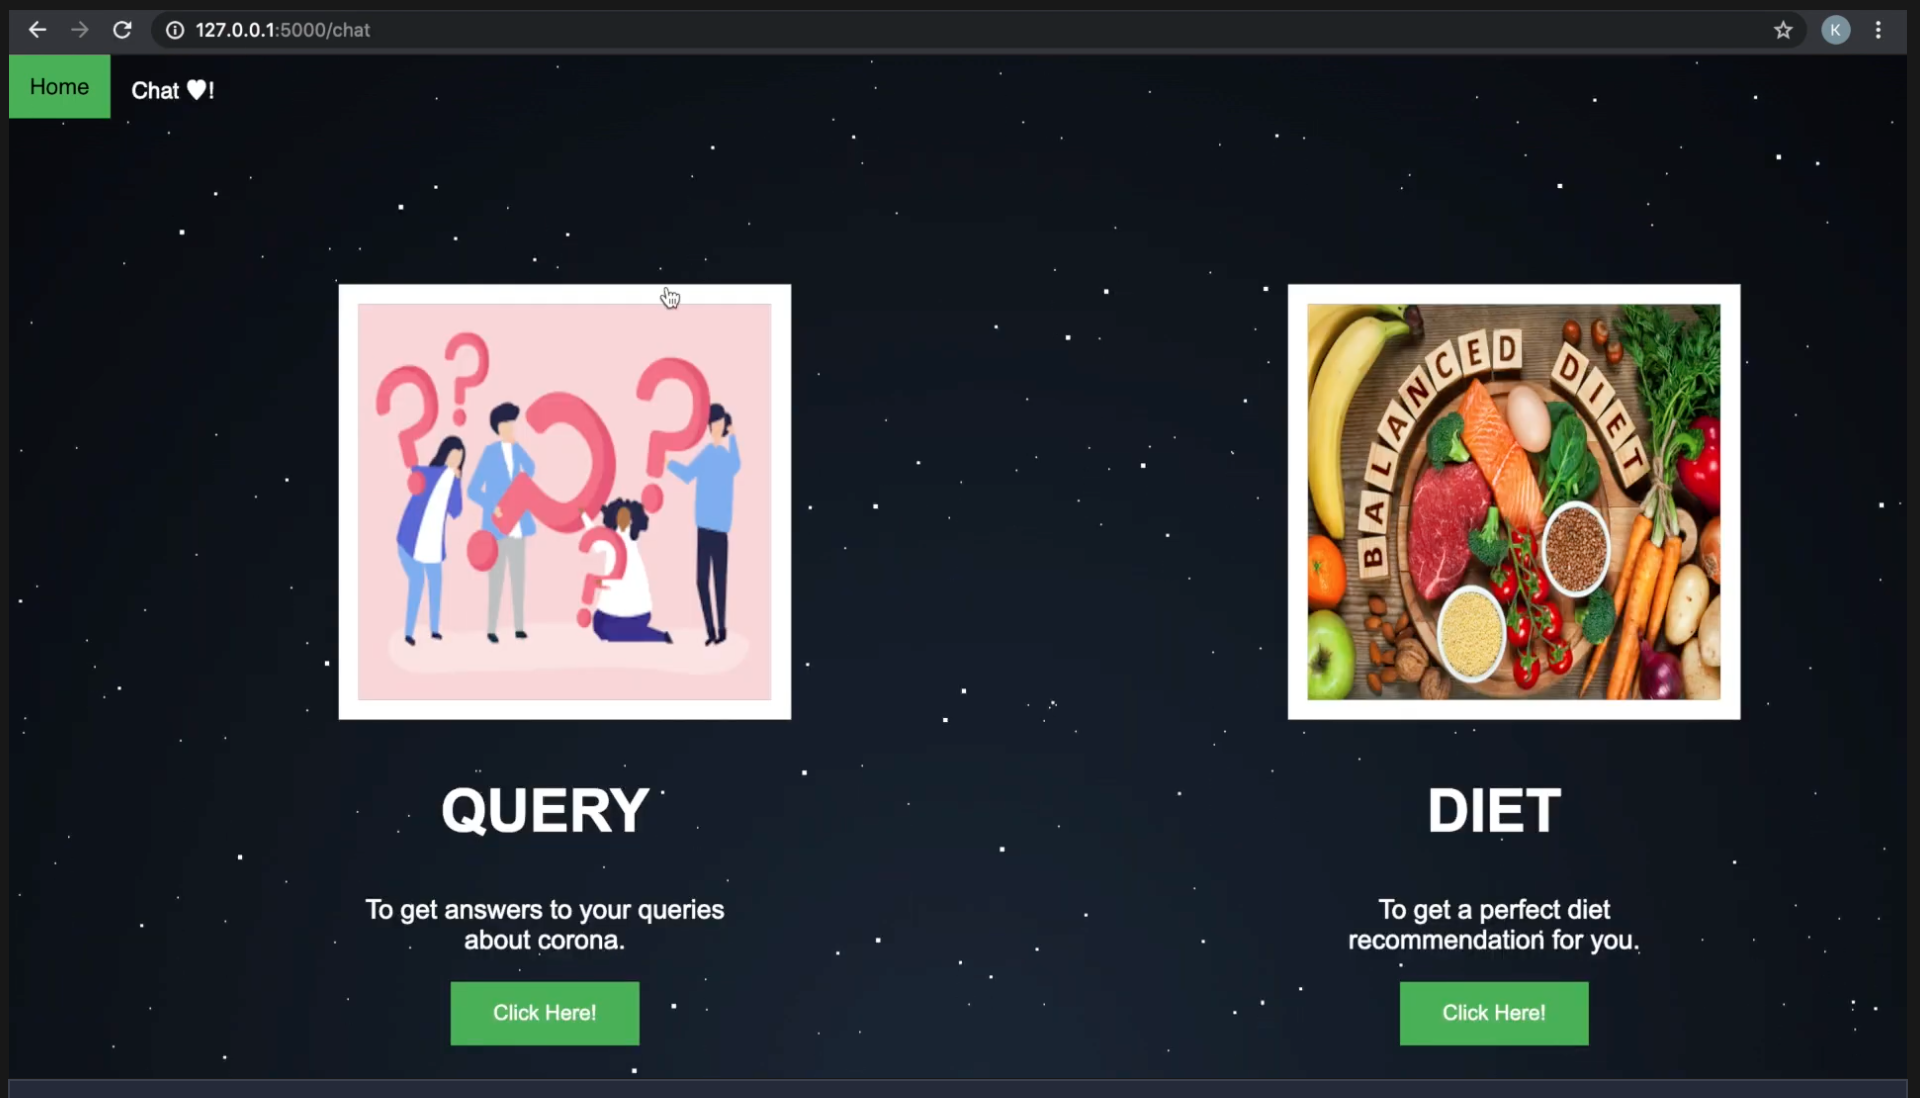 127.0.0.1:5000/chat
K
Home
Chat ♥!
BALANCED DIET
QUERY
DIET
To get answers to your queries
about corona.
To get a perfect diet
recommendation for you.
Click Here!
Click Here!